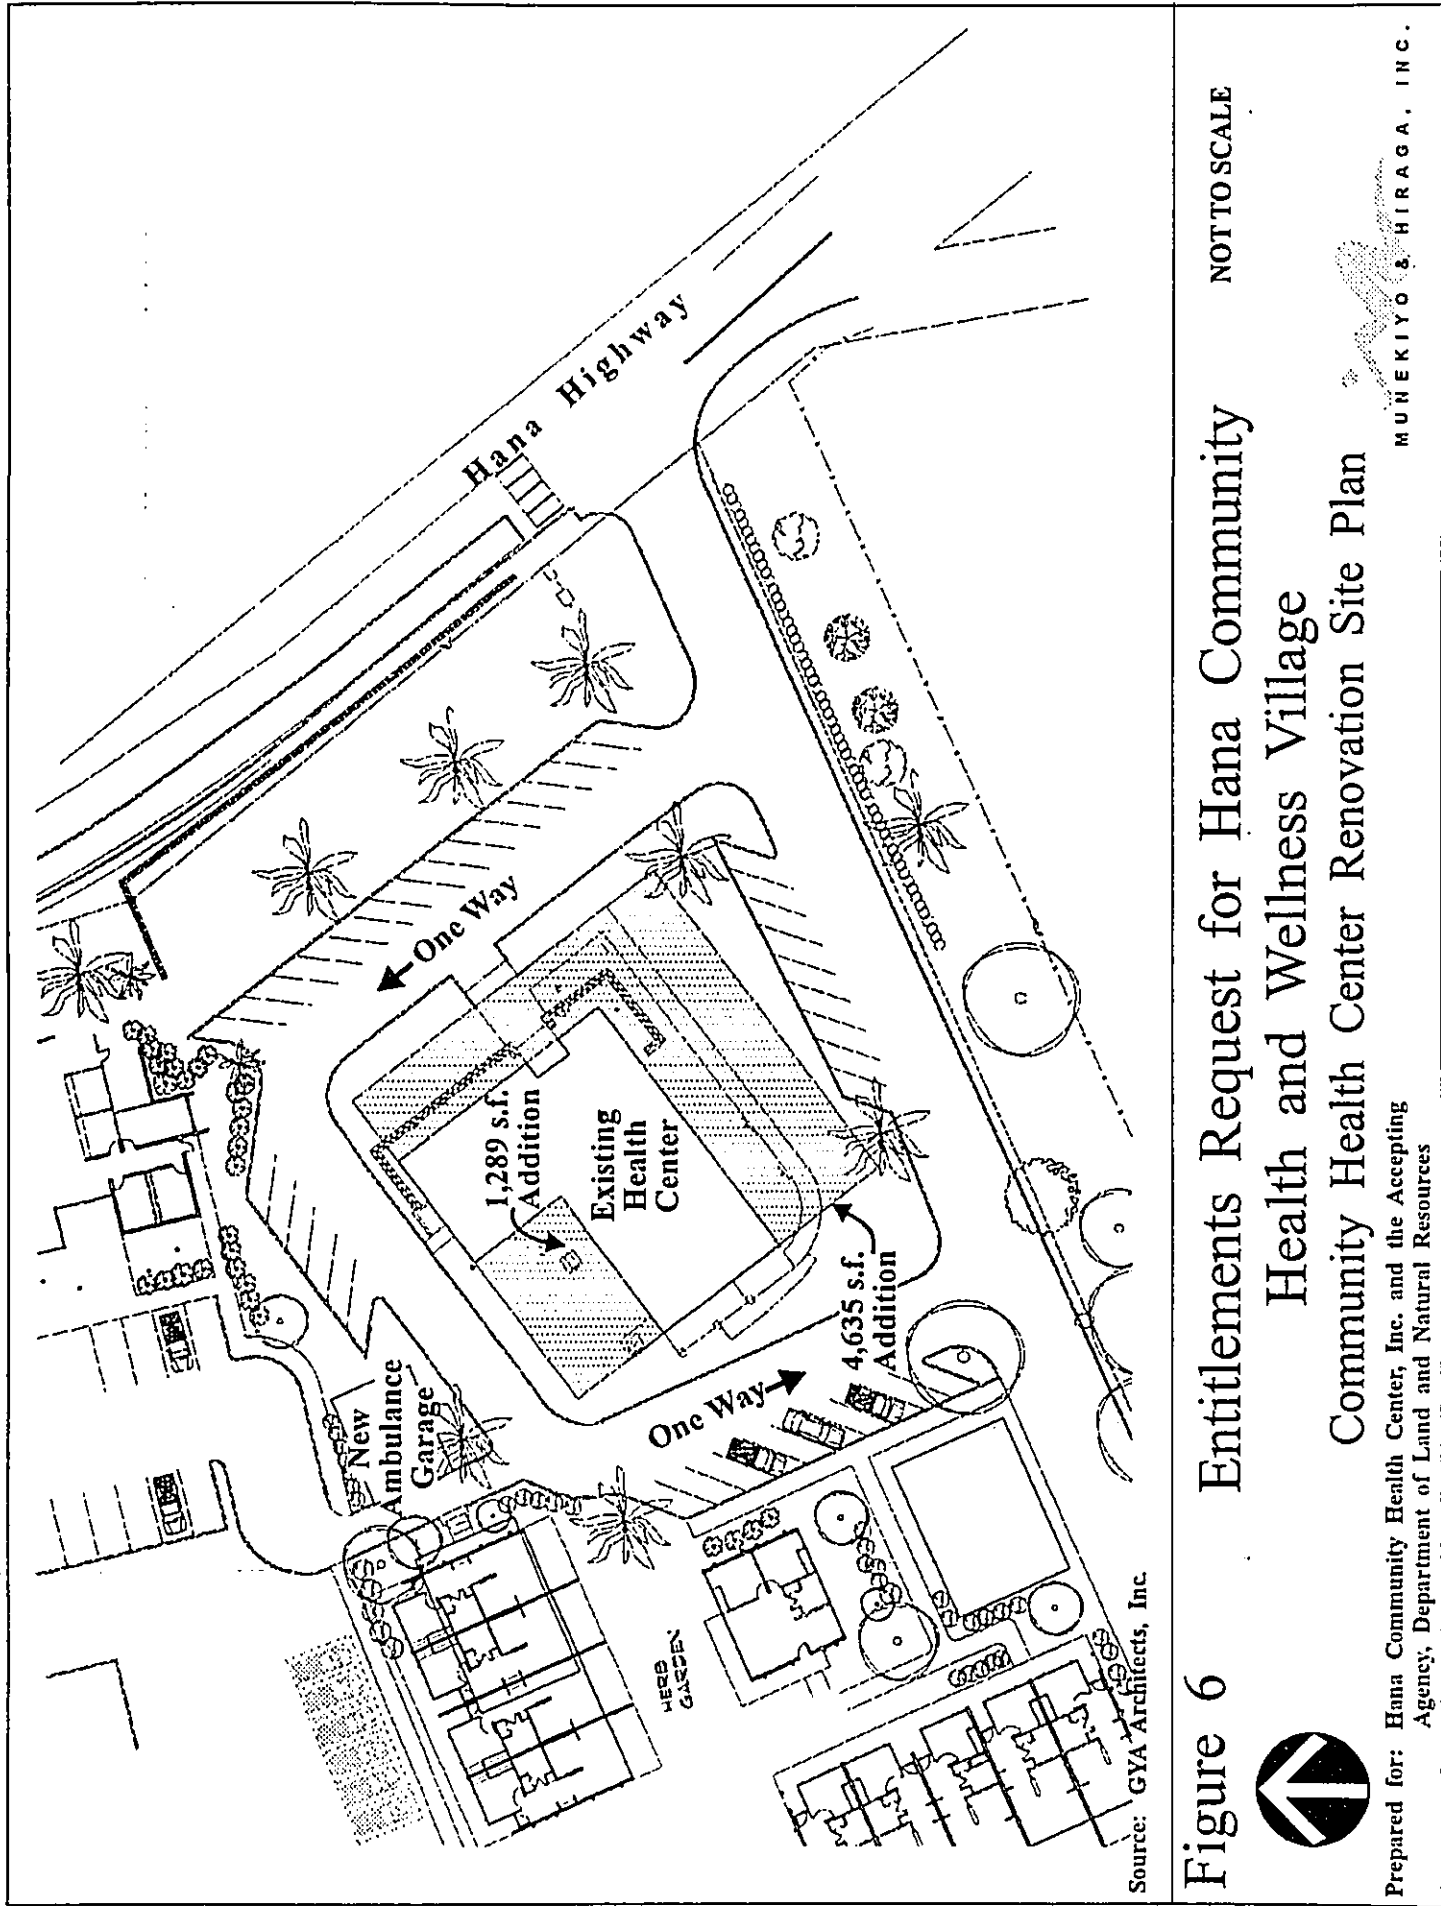 Hana Highway
One Way
1,289 s.f.
Addition
Existing
Health
Center
New
Ambulance
Garage
One Way
4,635 s.f.
Addition
HERB
GARDEN
Source: GYA Architects, Inc.
Figure 6
Entitlements Request for Hana Community
Health and Wellness Village
Community Health Center Renovation Site Plan
NOT TO SCALE
Prepared for: Hana Community Health Center, Inc. and the Accepting
Agency, Department of Land and Natural Resources
MUNEKIYO & HIRAGA, INC.